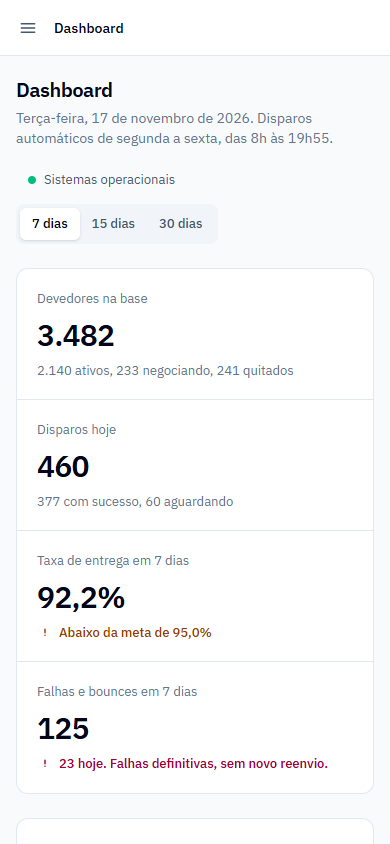 Dashboard
Dashboard
Terça-feira, 17 de novembro de 2026. Disparos
automáticos de segunda a sexta, das 8h às 19h55.
Sistemas operacionais
7 dias 15 dias 30 dias
Devedores na base
3.482
2.140 ativos, 233 negociando, 241 quitados
Disparos hoje
460
377 com sucesso, 60 aguardando
Taxa de entrega em 7 dias
92,2%
! Abaixo da meta de 95,0%
Falhas e bounces em 7 dias
125
! 23 hoje. Falhas definitivas, sem novo reenvio.